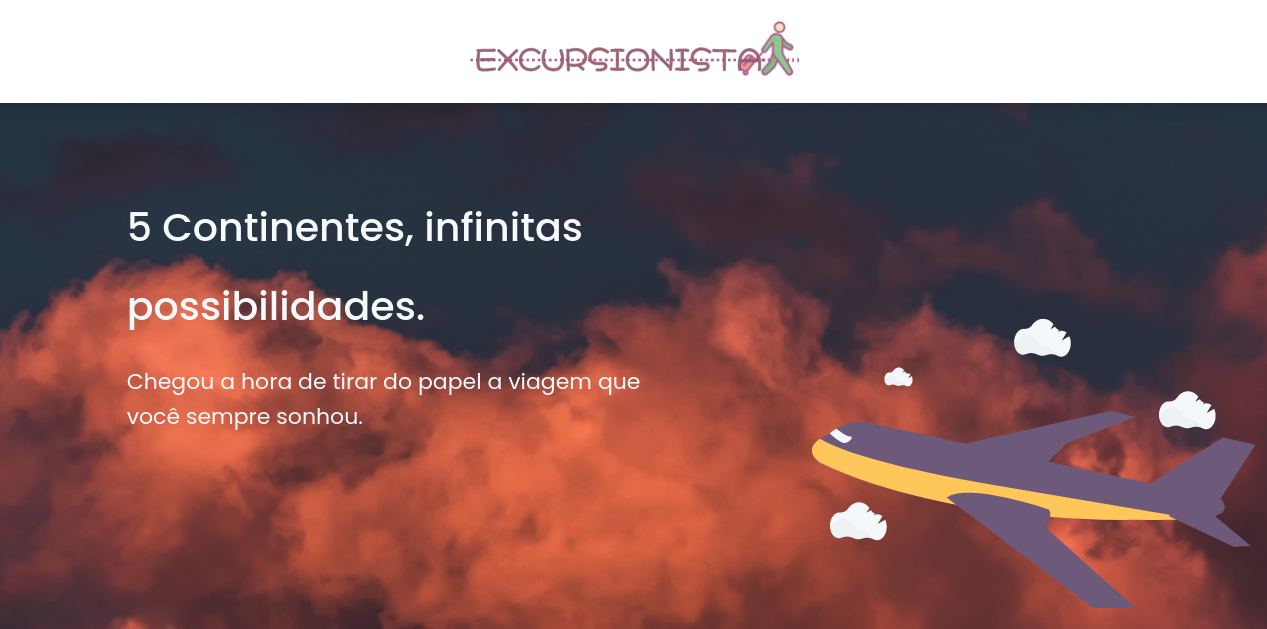 EXCURSIONISTA
5 Continentes, infinitas
possibilidades.
Chegou a hora de tirar do papel a viagem que
você sempre sonhou.